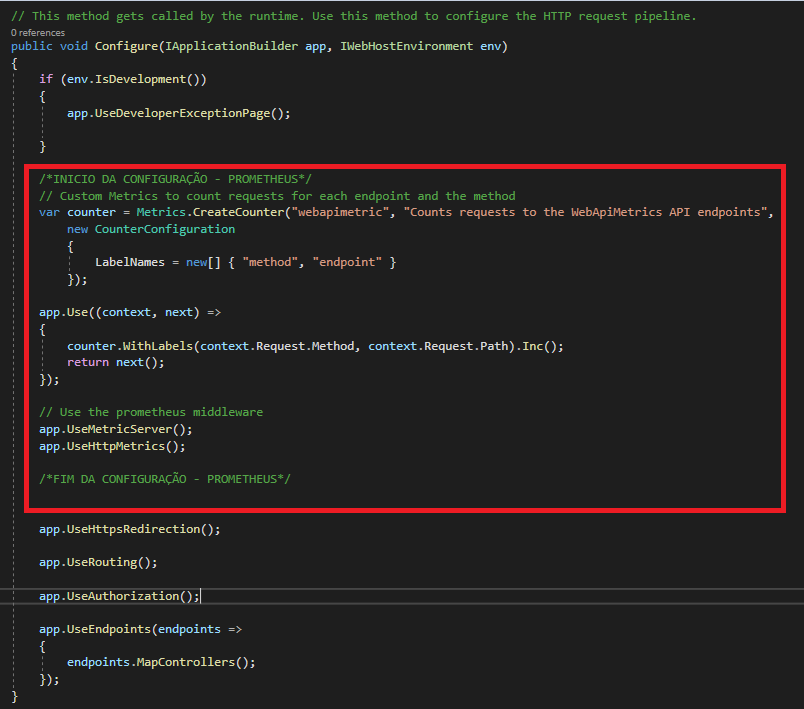 // This method gets called by the runtime. Use this method to configure the HTTP request pipeline.
0 references
public void Configure(IApplicationBuilder app, IWebHostEnvironment env)
{
if (env.IsDevelopment())
{
app.UseDeveloperExceptionPage();
}
/*INICIO DA CONFIGURAÇÃO - PROMETHEUS*/
// Custom Metrics to count requests for each endpoint and the method
var counter = Metrics.CreateCounter("webapimetric", "Counts requests to the WebApiMetrics API endpoints",
new CounterConfiguration
{
LabelNames = new[] { "method", "endpoint" }
});
app.Use((context, next) =>
{
counter.WithLabels(context.Request.Method, context.Request.Path).Inc();
return next();
});
// Use the prometheus middleware
app.UseMetricServer();
app.UseHttpMetrics();
/*FIM DA CONFIGURAÇÃO - PROMETHEUS*/
app.UseHttpsRedirection();
app.UseRouting();
app.UseAuthorization();
app.UseEndpoints(endpoints =>
{
endpoints.MapControllers();
});
}